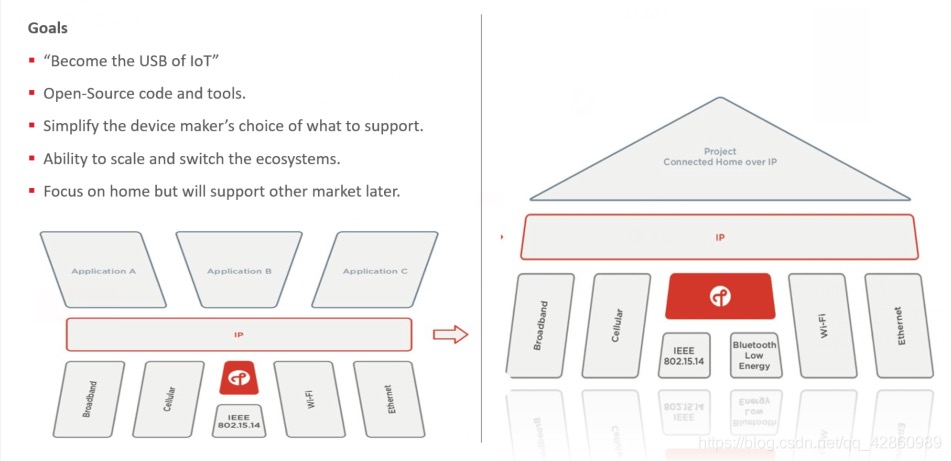 Goals
▪ “Become the USB of IoT”
▪ Open-Source code and tools.
▪ Simplify the device maker’s choice of what to support.
▪ Ability to scale and switch the ecosystems.
▪ Focus on home but will support other market later.
Application A
Application B
Application C
IP
Broadband
Cellular
IEEE
802.15.14
Wi-Fi
Ethernet
Project
Connected Home over IP
IP
Broadband
Cellular
IEEE
802.15.14
Bluetooth
Low
Energy
Wi-Fi
Ethernet
https://blog.csdn.net/qq_42860989